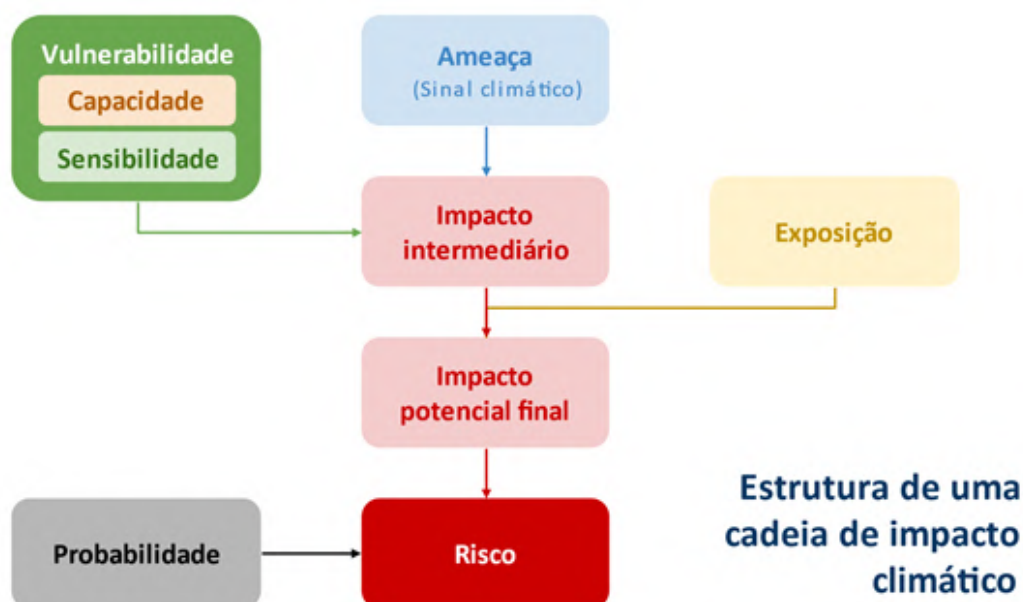 Vulnerabilidade
Capacidade
Sensibilidade
Ameaça
(Sinal climático)
Impacto
intermediário
Exposição
Impacto
potencial final
Probabilidade
Risco
Estrutura de uma
cadeia de impacto
climático